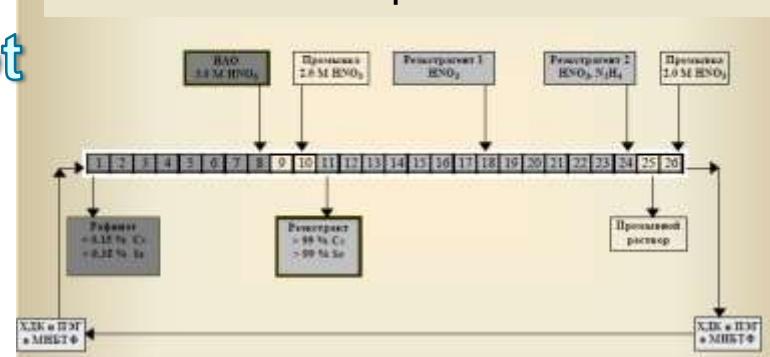 ВАО
3.0 М HNO₃
Промывка
2.0 М HNO₃
Реэкстрагент 1
HNO₃
Реэкстрагент 2
HNO₃, N₂H₄
Промывка
2.0 М HNO₃
1 2 3 4 5 6 7 8 9 10 11 12 13 14 15 16 17 18 19 20 21 22 23 24 25 26
Рафинат
Cs
Sr
Реэкстракт
> 99 % Cs
> 99 % Sr
Промывной
раствор
ХДК и ПЭГ
в МНБТФ
ХДК и ПЭГ
в МНБТФ